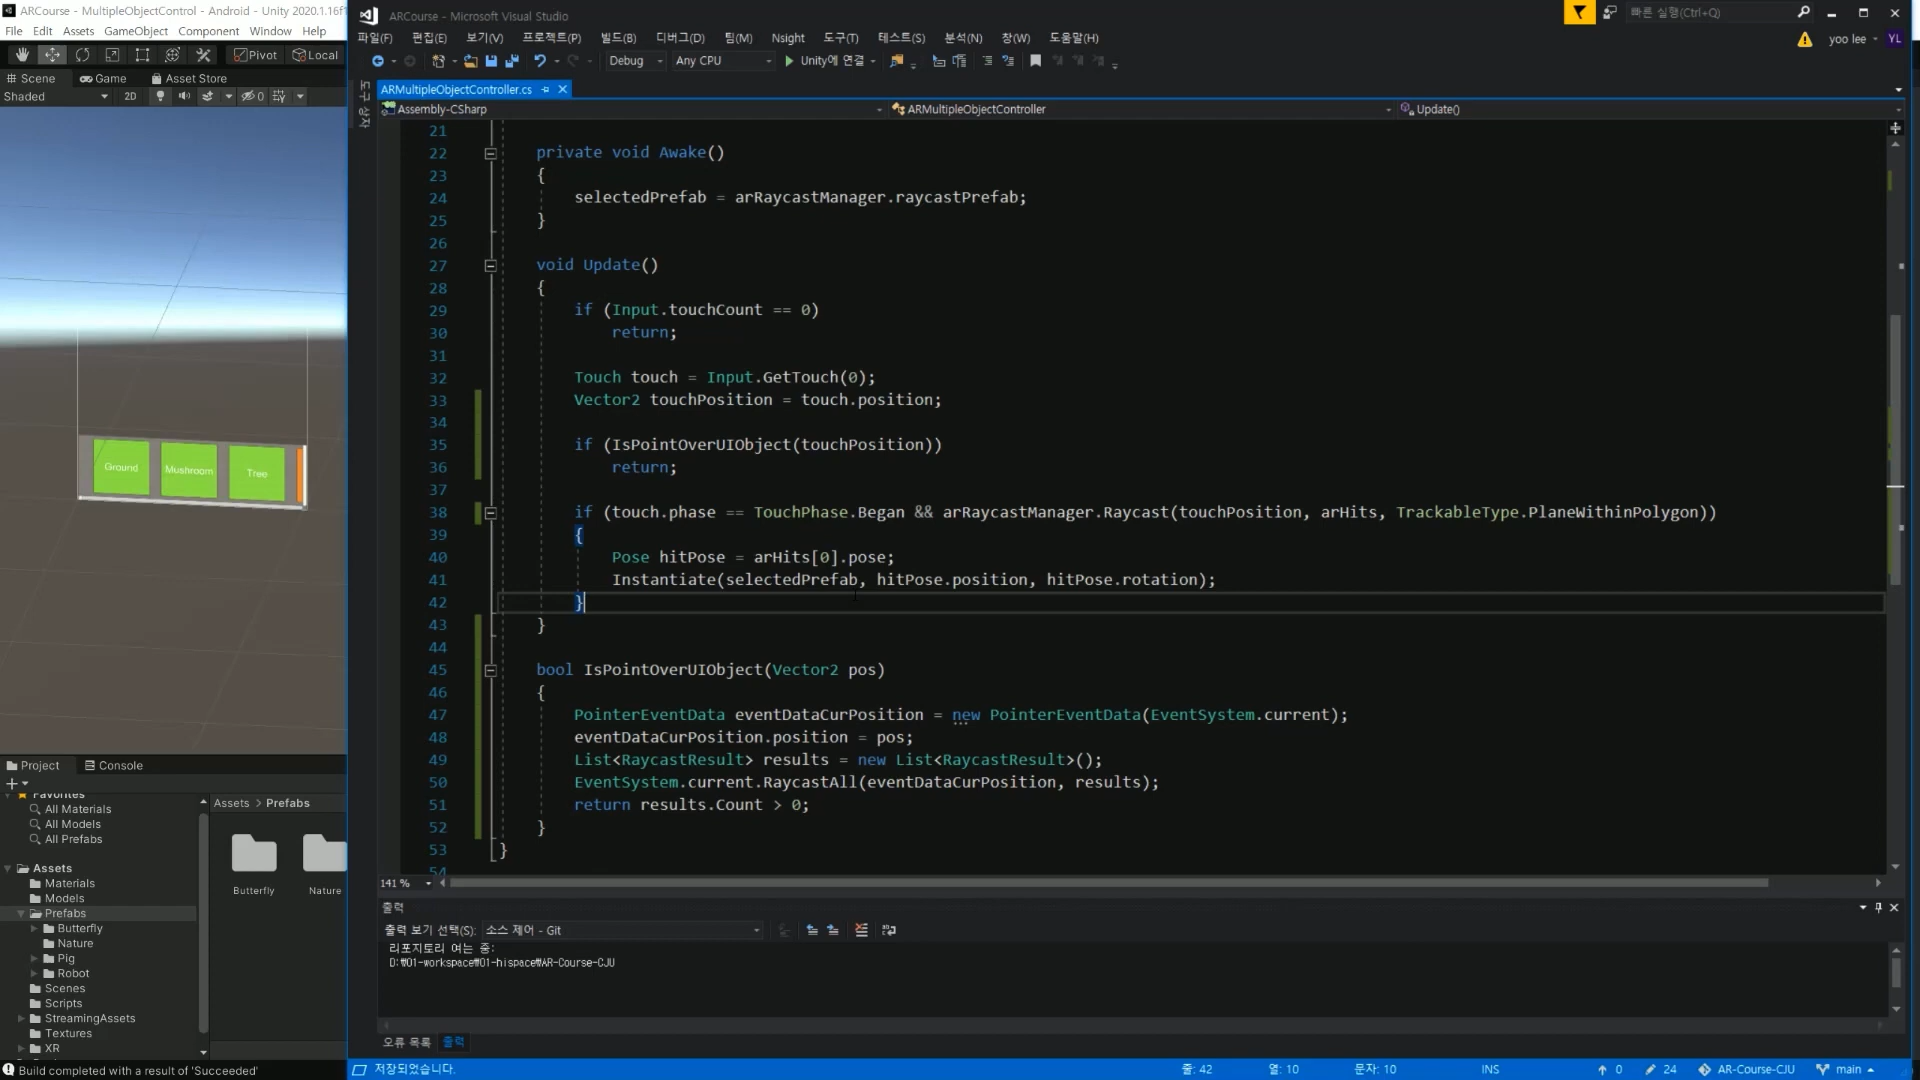 ARCourse - MultipleObjectControl - Android - Unity 2020.1.16f1
File Edit Assets GameObject Component Window Help
Pivot Local
Scene Game Asset Store
Shaded 2D 0
Ground Mushroom Tree
Project Console
Favorites
All Materials
All Models
All Prefabs
Assets
Materials
Models
Prefabs
Butterfly
Nature
Pig
Robot
Scenes
Scripts
StreamingAssets
Textures
XR
Assets > Prefabs
Butterfly Nature
Build completed with a result of 'Succeeded'
ARCourse - Microsoft Visual Studio
빠른 실행(Ctrl+Q)
파일(F) 편집(E) 보기(V) 프로젝트(P) 빌드(B) 디버그(D) 팀(M) Nsight 도구(T) 테스트(S) 분석(N) 창(W) 도움말(H)
yoo lee YL
Debug Any CPU Unity에 연결
도구 상자
ARMultipleObjectController.cs
Assembly-CSharp ARMultipleObjectController Update()
21
22 private void Awake()
23 {
24 selectedPrefab = arRaycastManager.raycastPrefab;
25 }
26
27 void Update()
28 {
29 if (Input.touchCount == 0)
30 return;
31
32 Touch touch = Input.GetTouch(0);
33 Vector2 touchPosition = touch.position;
34
35 if (IsPointOverUIObject(touchPosition))
36 return;
37
38 if (touch.phase == TouchPhase.Began && arRaycastManager.Raycast(touchPosition, arHits, TrackableType.PlaneWithinPolygon))
39 {
40 Pose hitPose = arHits[0].pose;
41 Instantiate(selectedPrefab, hitPose.position, hitPose.rotation);
42 }
43 }
44
45 bool IsPointOverUIObject(Vector2 pos)
46 {
47 PointerEventData eventDataCurPosition = new PointerEventData(EventSystem.current);
48 eventDataCurPosition.position = pos;
49 List<RaycastResult> results = new List<RaycastResult>();
50 EventSystem.current.RaycastAll(eventDataCurPosition, results);
51 return results.Count > 0;
52 }
53 }
54
141 %
출력
출력 보기 선택(S): 소스 제어 - Git
리포지토리 여는 중:
D:₩01-workspace₩01-hispace₩AR-Course-CJU
오류 목록 출력
저장되었습니다. 줄: 42 열: 10 문자: 10 INS 0 24 AR-Course-CJU main